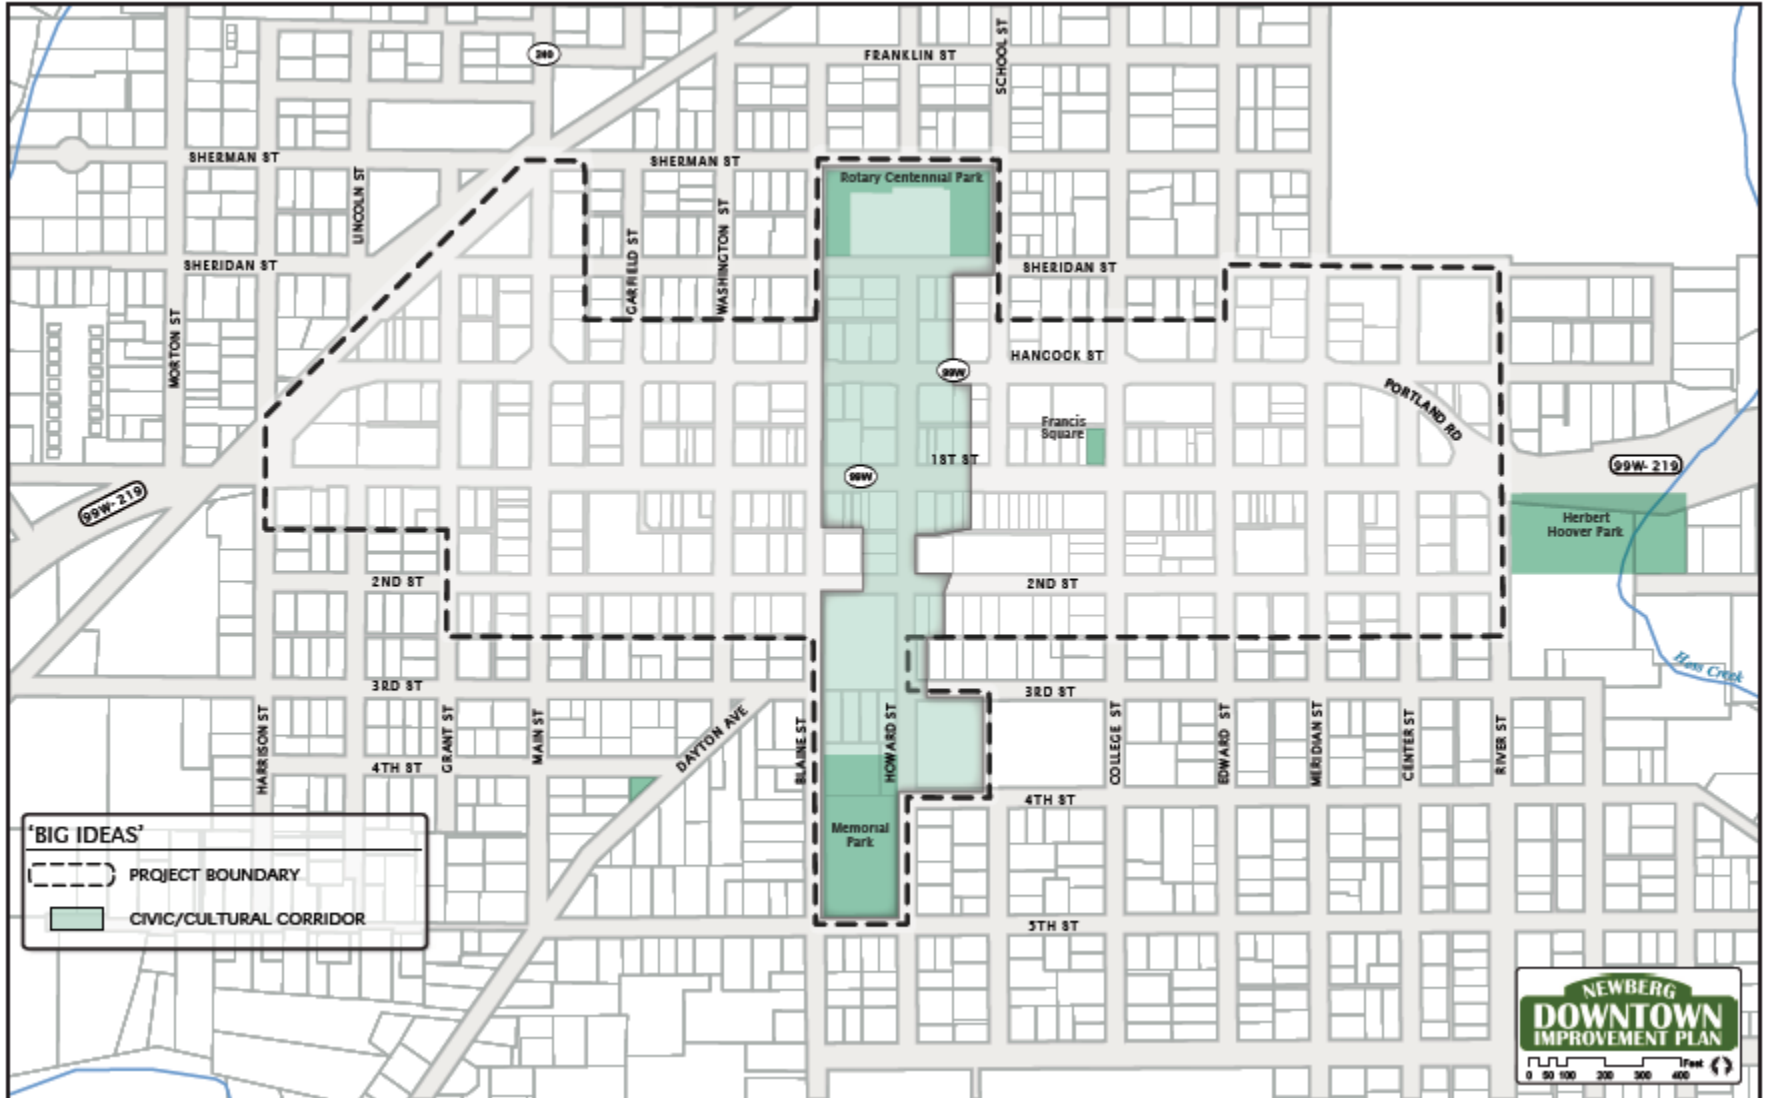 240
FRANKLIN ST
SCHOOL ST
SHERMAN ST
SHERMAN ST
Rotary Centennial Park
LINCOLN ST
SHERIDAN ST
GARFIELD ST
WASHINGTON ST
SHERIDAN ST
MORTON ST
HANCOCK ST
99W
PORTLAND RD
Francis
Square
1ST ST
99W
99W-219
99W-219
Herbert
Hoover Park
2ND ST
2ND ST
Hess Creek
3RD ST
3RD ST
HARRISON ST
GRANT ST
MAIN ST
DAYTON AVE
BLAINE ST
HOWARD ST
COLLEGE ST
EDWARD ST
MERIDIAN ST
CENTER ST
RIVER ST
4TH ST
4TH ST
Memorial
Park
5TH ST
'BIG IDEAS'
PROJECT BOUNDARY
CIVIC/CULTURAL CORRIDOR
NEWBERG
DOWNTOWN
IMPROVEMENT PLAN
Feet
0 50 100 200 300 400